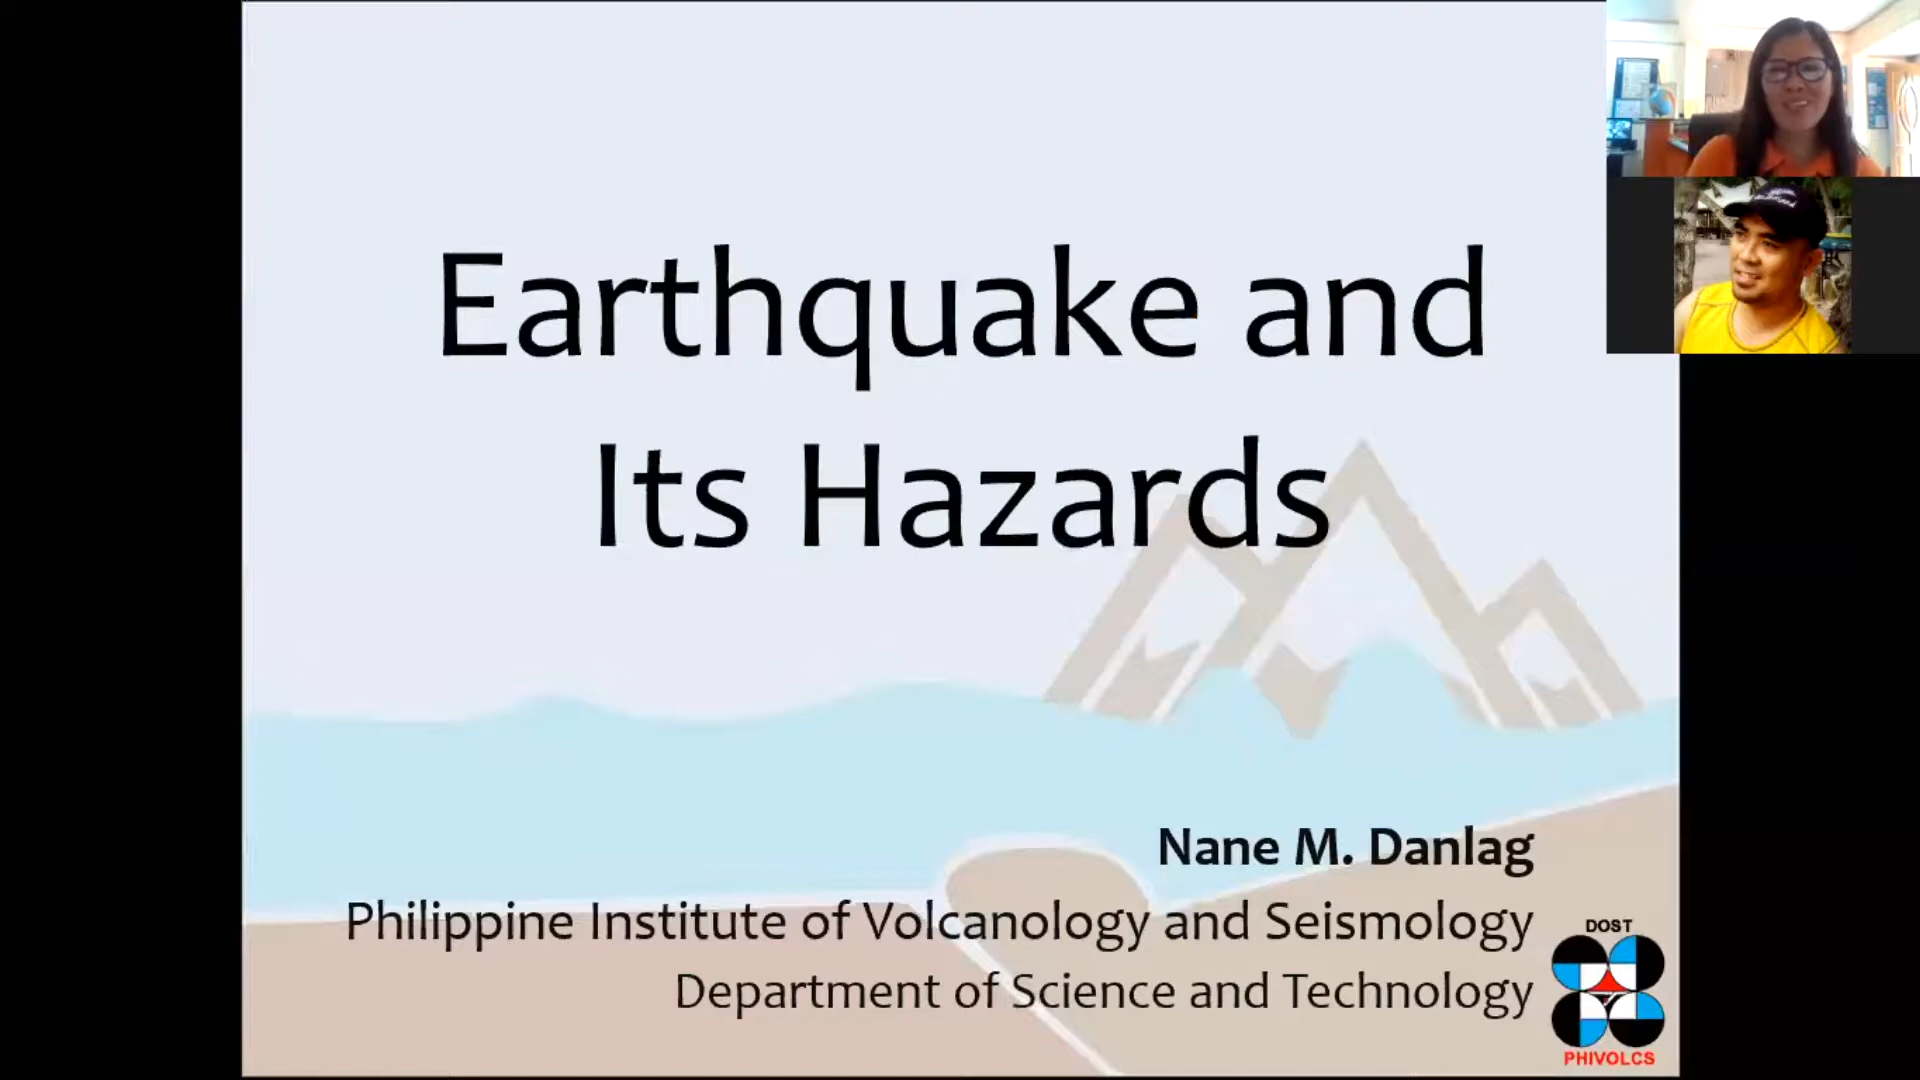 Earthquake and
Its Hazards
Nane M. Danlag
Philippine Institute of Volcanology and Seismology
Department of Science and Technology
DOST
PHIVOLCS